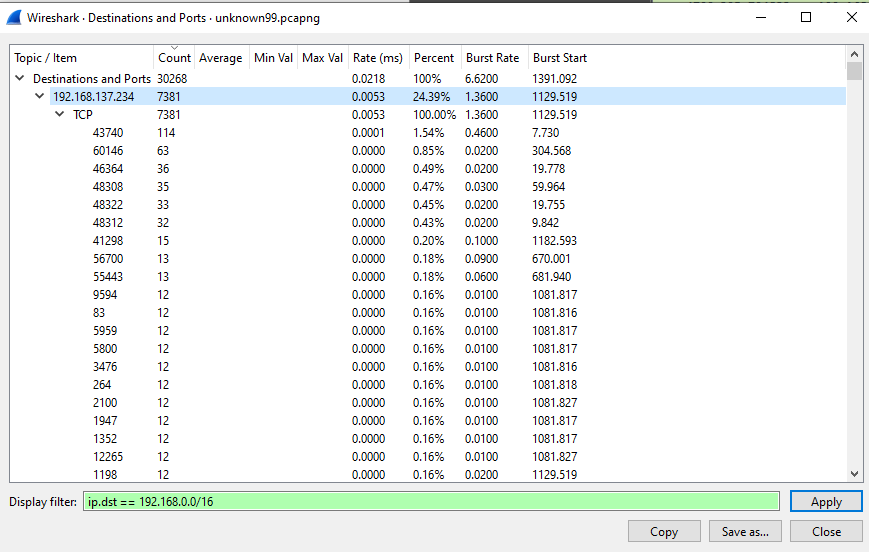 Wireshark · Destinations and Ports · unknown99.pcapng
Topic / Item Count Average Min Val Max Val Rate (ms) Percent Burst Rate Burst Start
Destinations and Ports 30268 0.0218 100% 6.6200 1391.092
192.168.137.234 7381 0.0053 24.39% 1.3600 1129.519
TCP 7381 0.0053 100.00% 1.3600 1129.519
43740 114 0.0001 1.54% 0.4600 7.730
60146 63 0.0000 0.85% 0.0200 304.568
46364 36 0.0000 0.49% 0.0200 19.778
48308 35 0.0000 0.47% 0.0300 59.964
48322 33 0.0000 0.45% 0.0200 19.755
48312 32 0.0000 0.43% 0.0200 9.842
41298 15 0.0000 0.20% 0.1000 1182.593
56700 13 0.0000 0.18% 0.0900 670.001
55443 13 0.0000 0.18% 0.0600 681.940
9594 12 0.0000 0.16% 0.0100 1081.817
83 12 0.0000 0.16% 0.0100 1081.816
5959 12 0.0000 0.16% 0.0100 1081.817
5800 12 0.0000 0.16% 0.0100 1081.817
3476 12 0.0000 0.16% 0.0100 1081.816
264 12 0.0000 0.16% 0.0100 1081.818
2100 12 0.0000 0.16% 0.0100 1081.827
1947 12 0.0000 0.16% 0.0100 1081.817
1352 12 0.0000 0.16% 0.0100 1081.817
12265 12 0.0000 0.16% 0.0100 1081.827
1198 12 0.0000 0.16% 0.0200 1129.519
Display filter: ip.dst == 192.168.0.0/16 Apply
Copy Save as... Close